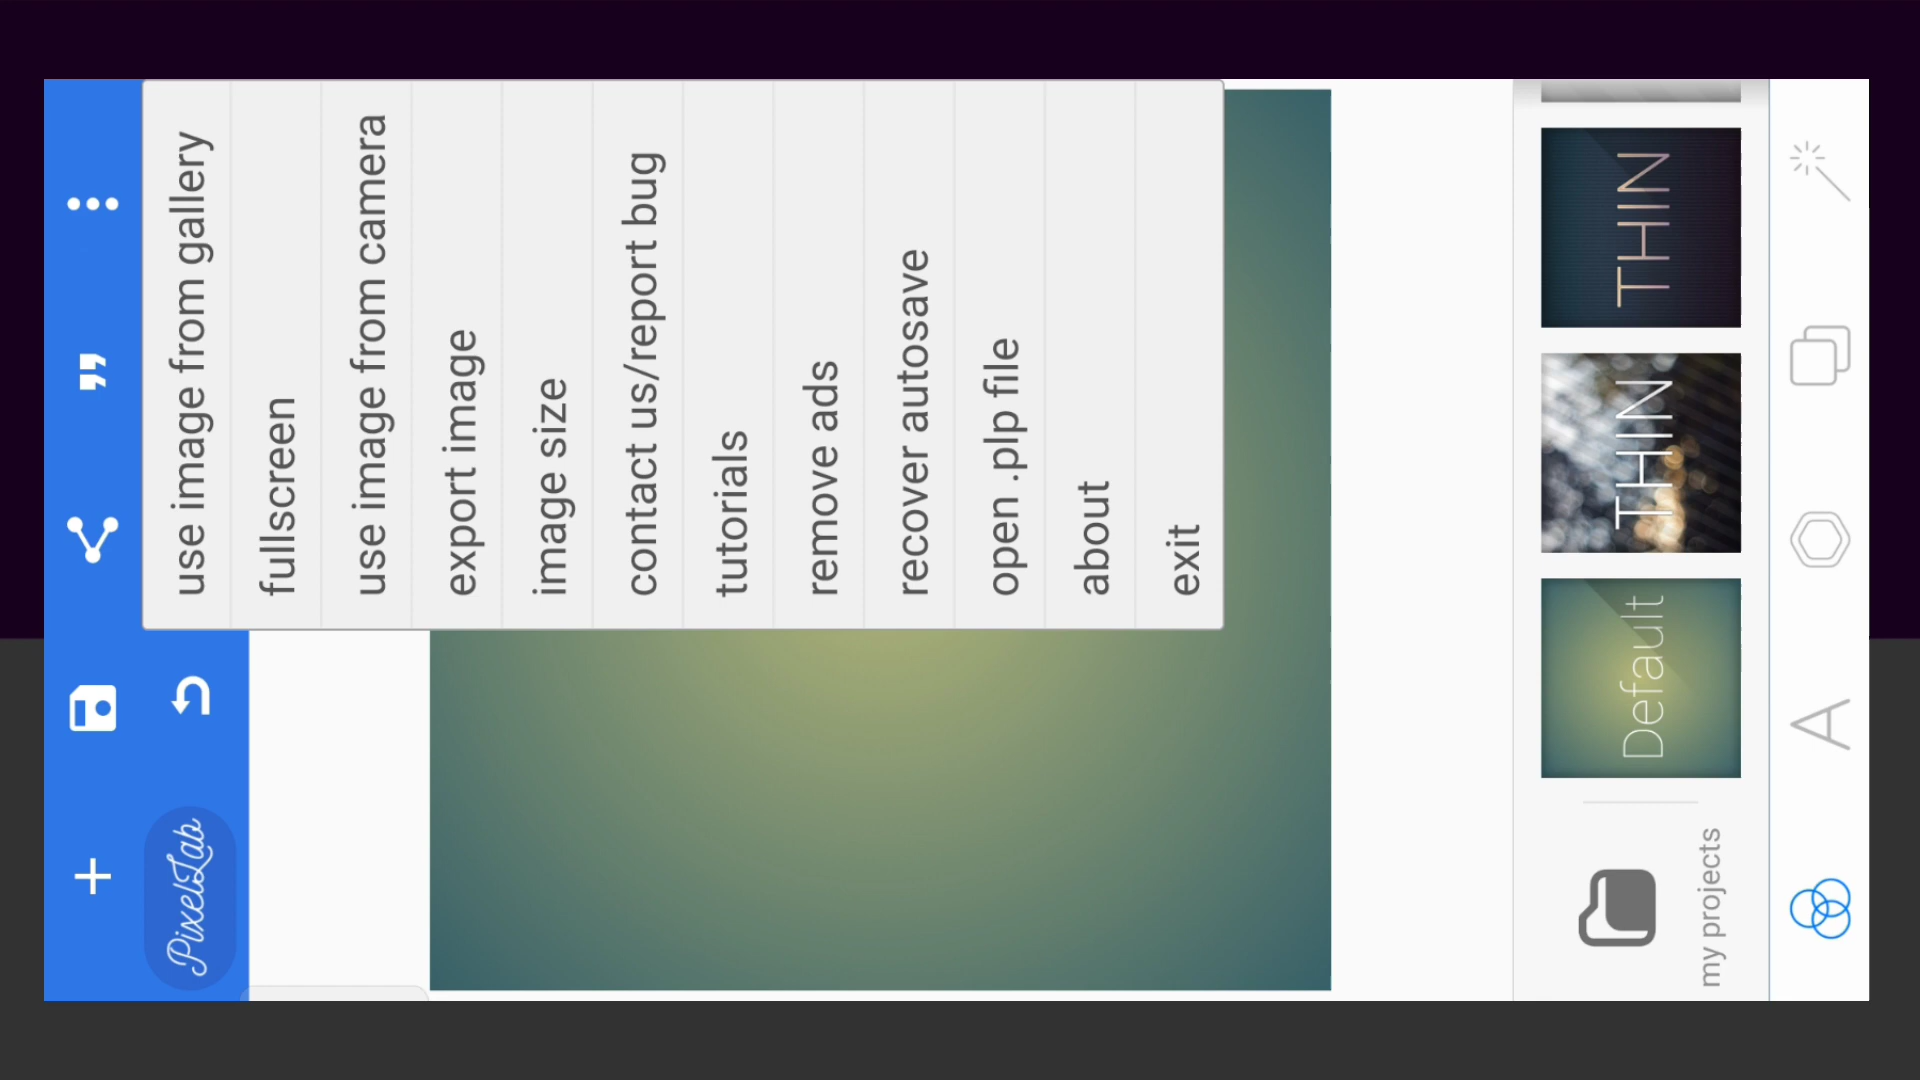 PixelLab
use image from gallery
fullscreen
use image from camera
export image
image size
contact us/report bug
tutorials
remove ads
recover autosave
open .plp file
about
exit
my projects
Default
THIN
THIN